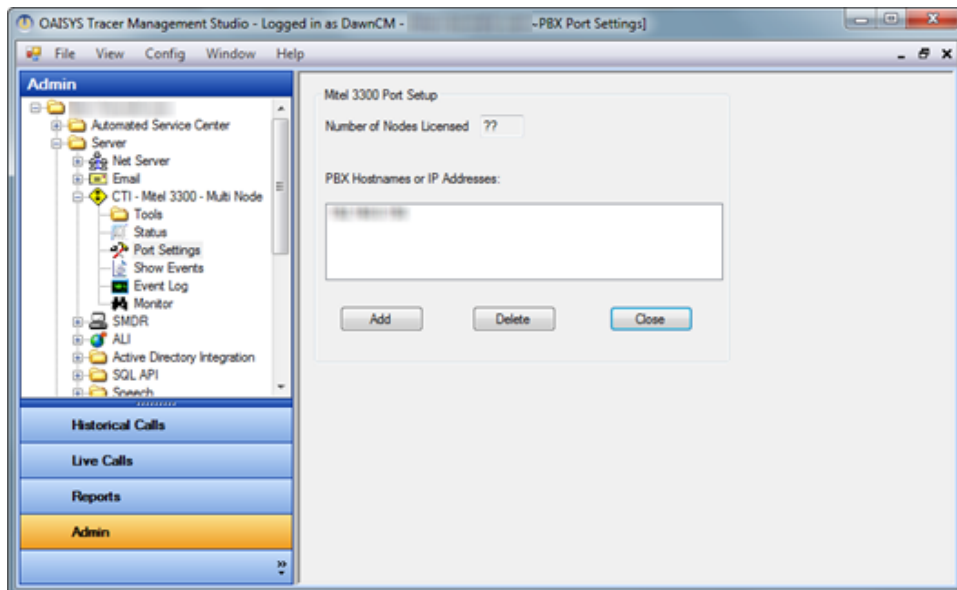 OAISYS Tracer Management Studio - Logged in as DawnCM - -PBX Port Settings]
File View Config Window Help
Admin
Automated Service Center
Server
Net Server
Email
CTI - Mitel 3300 - Multi Node
Tools
Status
Port Settings
Show Events
Event Log
Monitor
SMDR
ALI
Active Directory Integration
SQL API
Speech
Historical Calls
Live Calls
Reports
Admin
Mitel 3300 Port Setup
Number of Nodes Licensed ??
PBX Hostnames or IP Addresses:
Add Delete Close